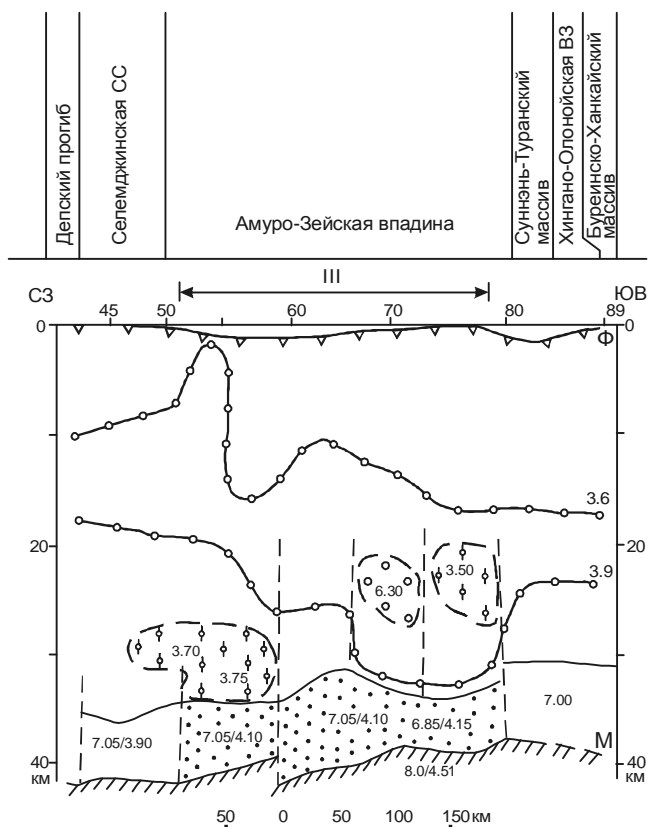 Депский прогиб
Селемджинская СС
Амуро-Зейская впадина
Суннэнь-Туранский
массив
Хингано-Олонойская ВЗ
Буреинско-Ханкайский
массив
III
СЗ
ЮВ
45 50 60 70 80 89
0 0
Ф
3.6
20 20
3.9
6.30
3.50
3.70
3.75
7.00
7.05/3.90
7.05/4.10
7.05/4.10
6.85/4.15
М
40 40
км км
8.0/4.51
50 0 50 100 150 км